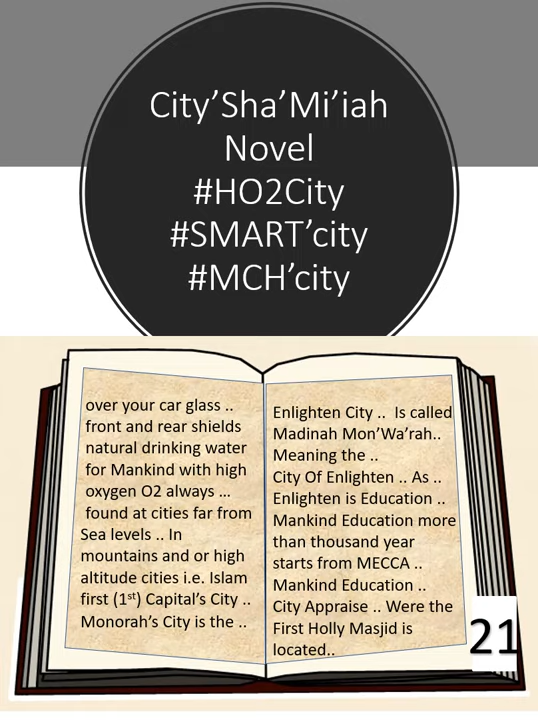 City’Sha’Mi’iah
Novel
#HO2City
#SMART’city
#MCH’city
over your car glass ..
front and rear shields
natural drinking water
for Mankind with high
oxygen O2 always ...
found at cities far from
Sea levels .. In
mountains and or high
altitude cities i.e. Islam
first (1st) Capital’s City ..
Monorah’s City is the ..
Enlighten City ..  Is called
Madinah Mon’Wa’rah..
Meaning the ..
City Of Enlighten .. As ..
Enlighten is Education ..
Mankind Education more
than thousand year
starts from MECCA ..
Mankind Education ..
City Appraise .. Were the
First Holly Masjid is
located..
21